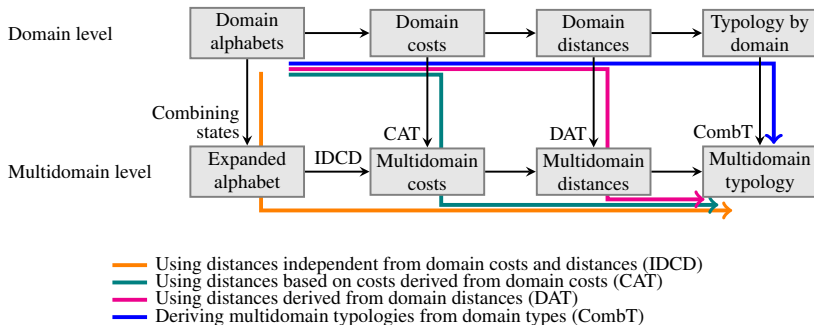 Domain level
Domain
alphabets
Domain
costs
Domain
distances
Typology by
domain
Combining
states
CAT
DAT
CombT
Multidomain level
Expanded
alphabet
IDCD
Multidomain
costs
Multidomain
distances
Multidomain
typology
Using distances independent from domain costs and distances (IDCD)
Using distances based on costs derived from domain costs (CAT)
Using distances derived from domain distances (DAT)
Deriving multidomain typologies from domain types (CombT)